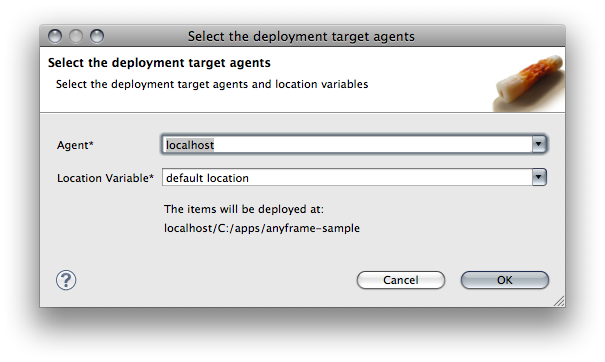 Select the deployment target agents
Select the deployment target agents
Select the deployment target agents and location variables
Agent* localhost
Location Variable* default location
The items will be deployed at:
localhost/C:/apps/anyframe-sample
? Cancel OK